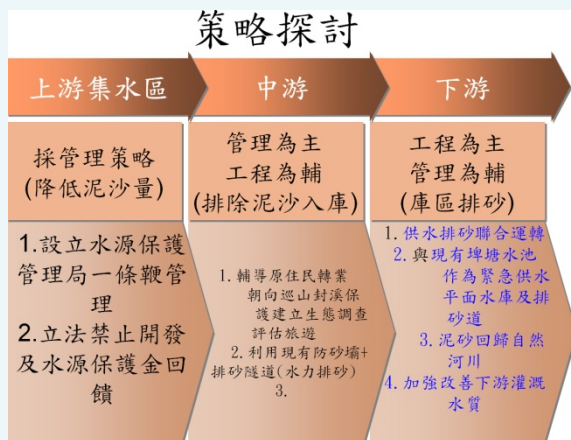 策略探討
上游集水區
中游
下游
採管理策略
(降低泥沙量)
管理為主
工程為輔
(排除泥沙入庫)
工程為主
管理為輔
(庫區排砂)
1.設立水源保護
管理局一條鞭管
理
2.立法禁止開發
及水源保護金回
饋
1. 輔導原住民轉業
朝向巡山封溪保
護建立生態調查
評估旅遊
2. 利用現有防砂壩+
排砂隧道(水力排砂)
3.
1. 供水排砂聯合運轉
2. 與現有埤塘水池
作為緊急供水
平面水庫及排
砂道
3. 泥砂回歸自然
河川
4. 加強改善下游灌溉
水質